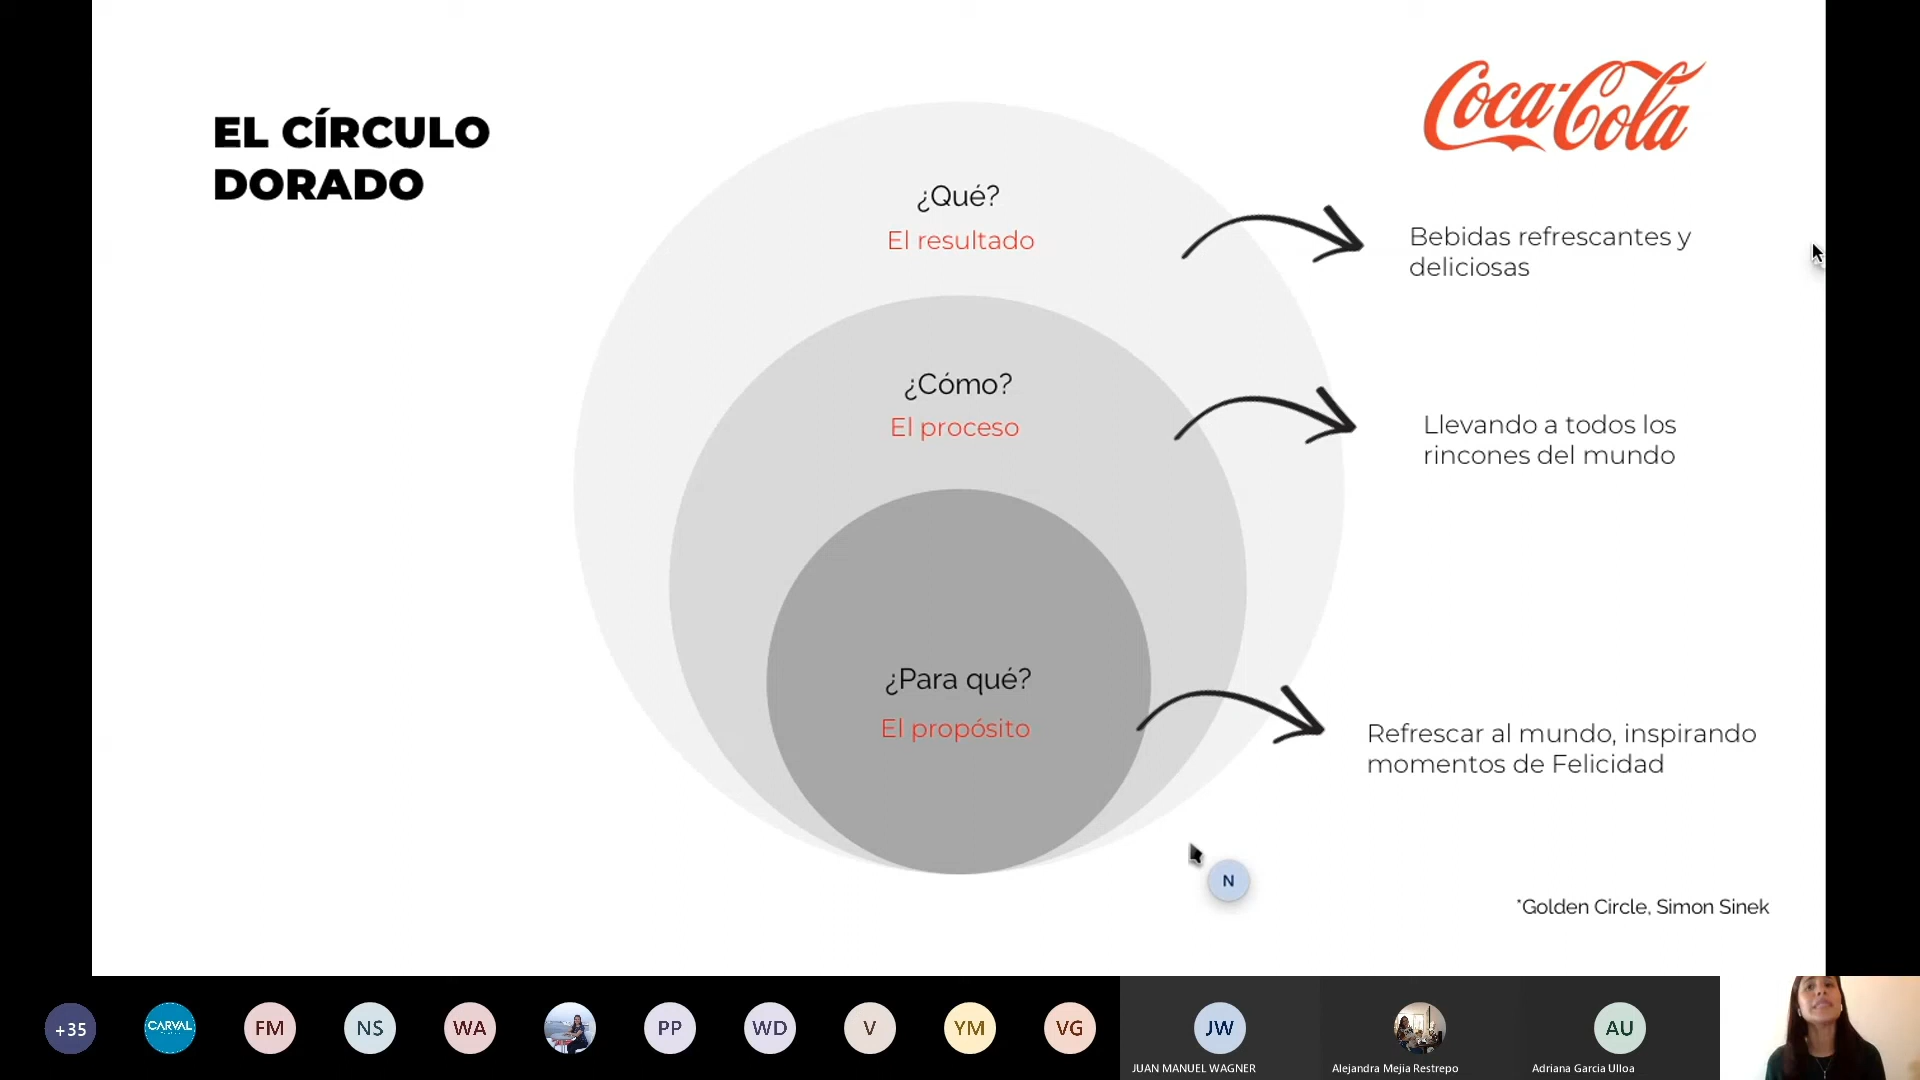 EL CÍRCULO
DORADO
Coca-Cola
¿Qué?
El resultado
Bebidas refrescantes y
deliciosas
¿Cómo?
El proceso
Llevando a todos los
rincones del mundo
¿Para qué?
El propósito
Refrescar al mundo, inspirando
momentos de Felicidad
N
*Golden Circle, Simon Sinek
+35
CARVAL
FM
NS
WA
PP
WD
V
YM
VG
JW
AU
JUAN MANUEL WAGNER
Alejandra Mejia Restrepo
Adriana Garcia Ulloa